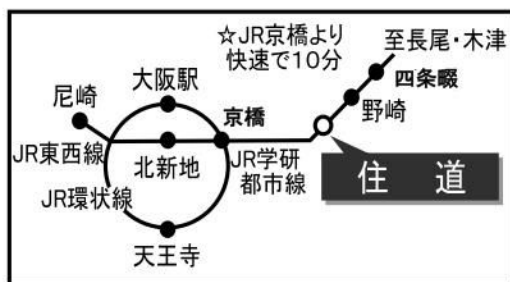 ☆JR京橋より
快速で10分
至長尾・木津
大阪駅
四条畷
尼崎
京橋
野崎
JR東西線
北新地
JR学研
都市線
住 道
JR環状線
天王寺